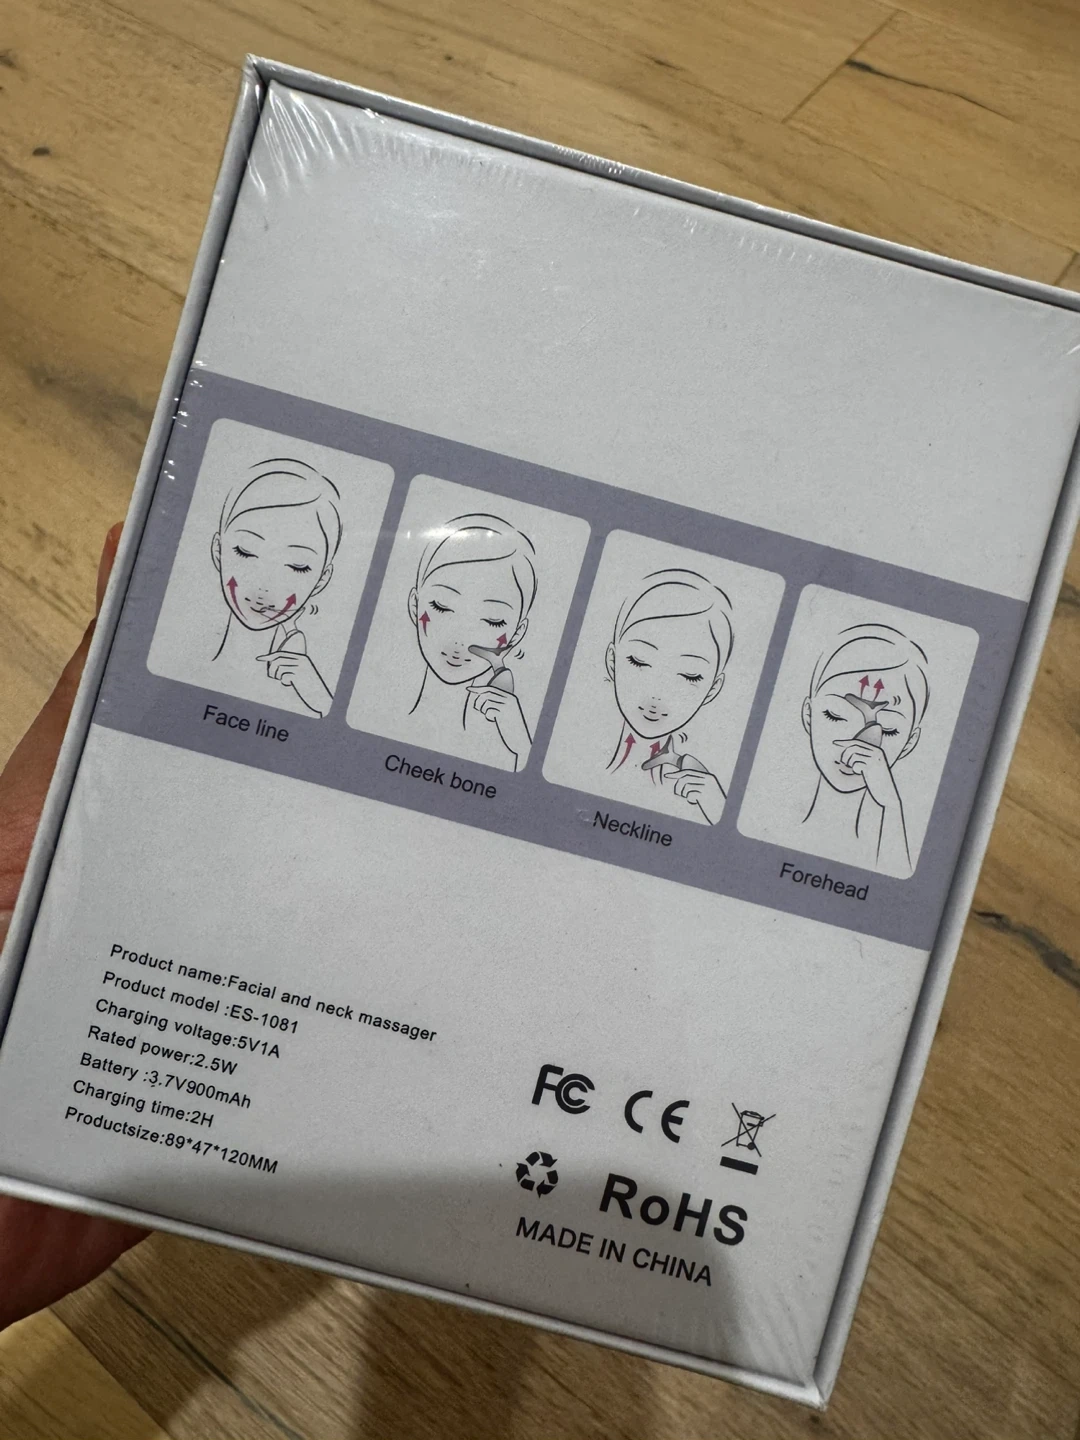 Face line
Cheek bone
Neckline
Forehead
Product name:Facial and neck massager
Product model :ES-1081
Charging voltage:5V1A
Rated power:2.5W
Battery :3.7V900mAh
Charging time:2H
Productsize:89*47*120MM
FC CE
RoHS
MADE IN CHINA